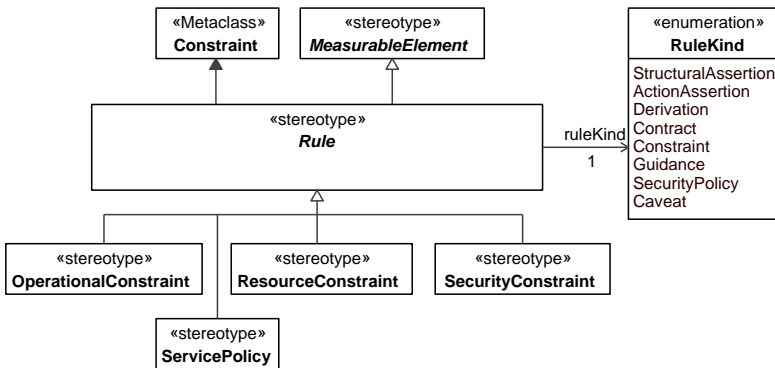 «Metaclass»
Constraint
«stereotype»
MeasurableElement
«enumeration»
RuleKind
StructuralAssertion
ActionAssertion
Derivation
Contract
Constraint
Guidance
SecurityPolicy
Caveat
«stereotype»
Rule
ruleKind
1
«stereotype»
OperationalConstraint
«stereotype»
ResourceConstraint
«stereotype»
SecurityConstraint
«stereotype»
ServicePolicy